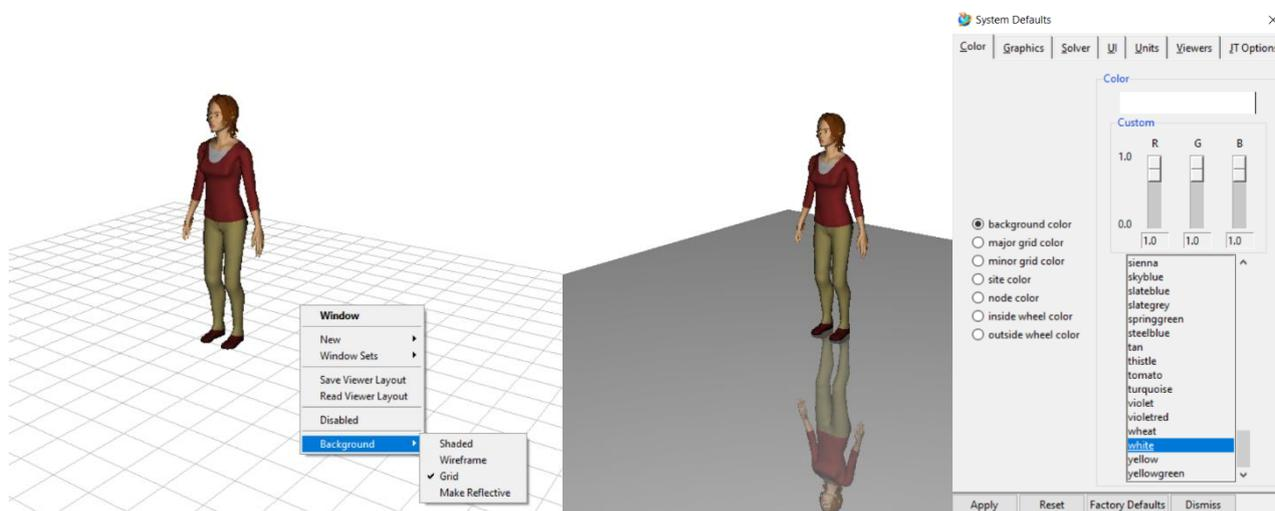 Window
New
Window Sets
Save Viewer Layout
Read Viewer Layout
Disabled
Background
Shaded
Wireframe
Grid
Make Reflective
System Defaults
Color Graphics Solver UI Units Viewers JT Options
Color
Custom
R G B
1.0
0.0
1.0 1.0 1.0
background color
major grid color
minor grid color
site color
node color
inside wheel color
outside wheel color
sienna
skyblue
slateblue
slategrey
springgreen
steelblue
tan
thistle
tomato
turquoise
violet
violetred
wheat
white
yellow
yellowgreen
Apply Reset Factory Defaults Dismiss